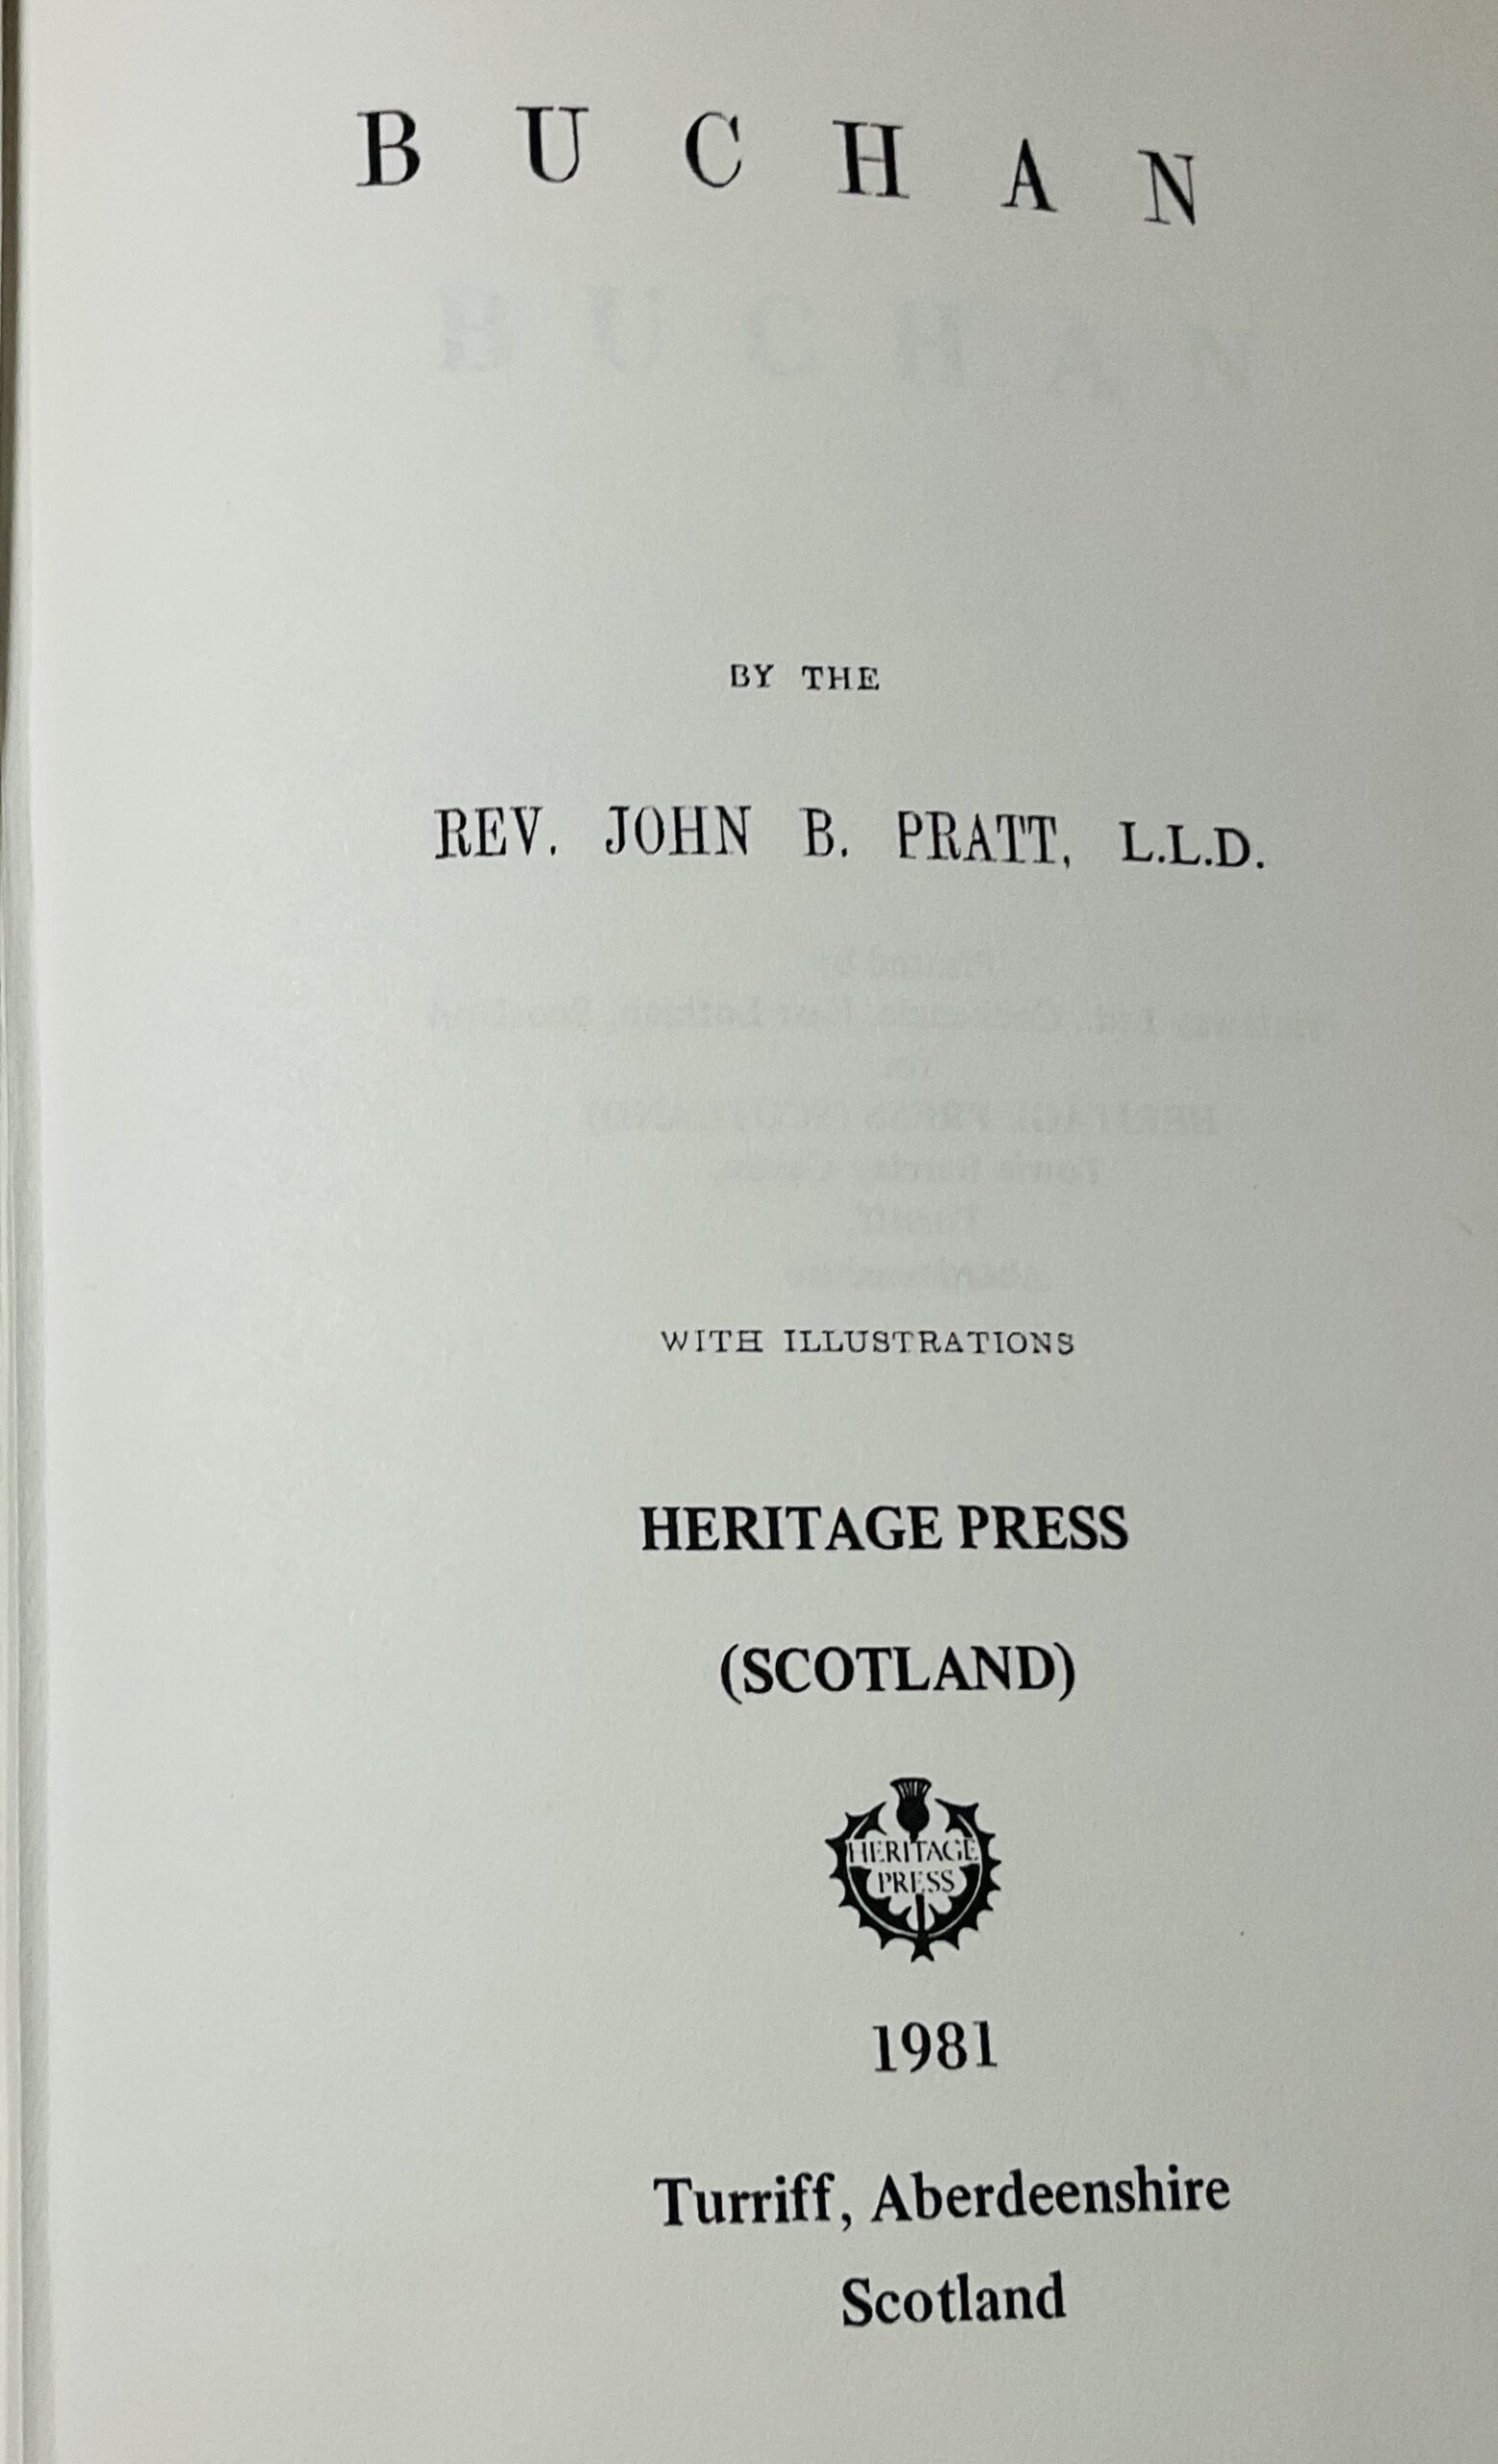 BUCHAN
BY THE
REV. JOHN B. PRATT, L.L.D.
WITH ILLUSTRATIONS
HERITAGE PRESS
(SCOTLAND)
HERITAGE
PRESS
1981
Turriff, Aberdeenshire
Scotland